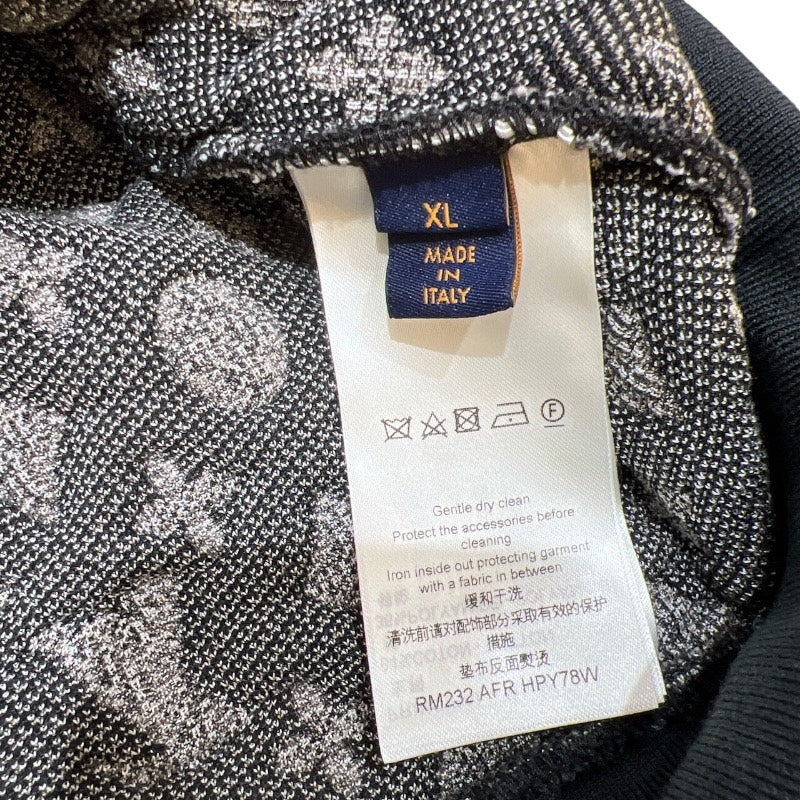 XL
MADE
IN
ITALY
F
Gentle dry clean
Protect the accessories before
cleaning
Iron inside out protecting garment
with a fabric in between
缓和干洗
清洗前请对配饰部分采取有效的保护
措施
垫布反面熨烫
RM232 AFR HPY78W